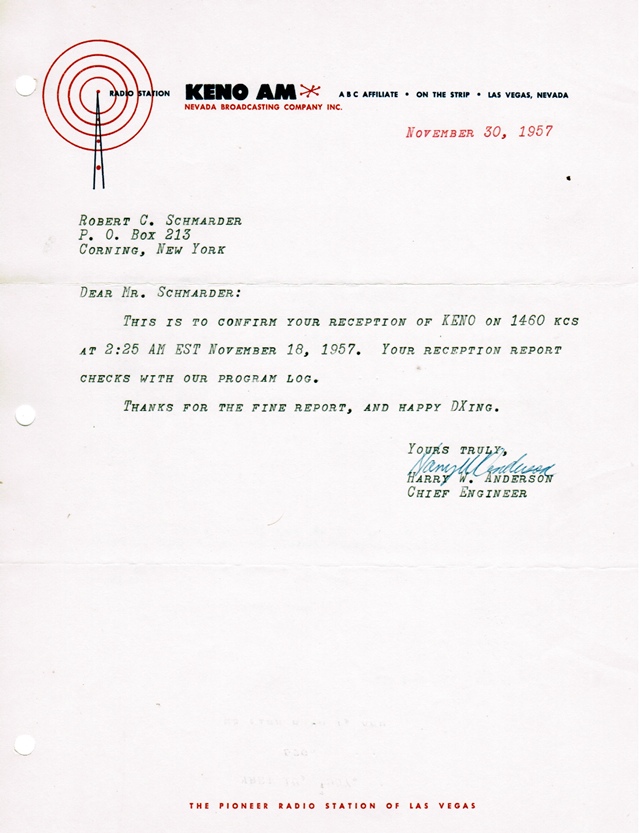 RADIO STATION KENO AM ABC AFFILIATE • ON THE STRIP • LAS VEGAS, NEVADA
NEVADA BROADCASTING COMPANY INC.
NOVEMBER 30, 1957
ROBERT C. SCHMARDER
P. O. BOX 213
CORNING, NEW YORK
DEAR MR. SCHMARDER:
THIS IS TO CONFIRM YOUR RECEPTION OF KENO ON 1460 KCS
AT 2:25 AM EST NOVEMBER 18, 1957. YOUR RECEPTION REPORT
CHECKS WITH OUR PROGRAM LOG.
THANKS FOR THE FINE REPORT, AND HAPPY DXING.
YOURS TRULY,
Harry W Anderson
HARRY W. ANDERSON
CHIEF ENGINEER
THE PIONEER RADIO STATION OF LAS VEGAS